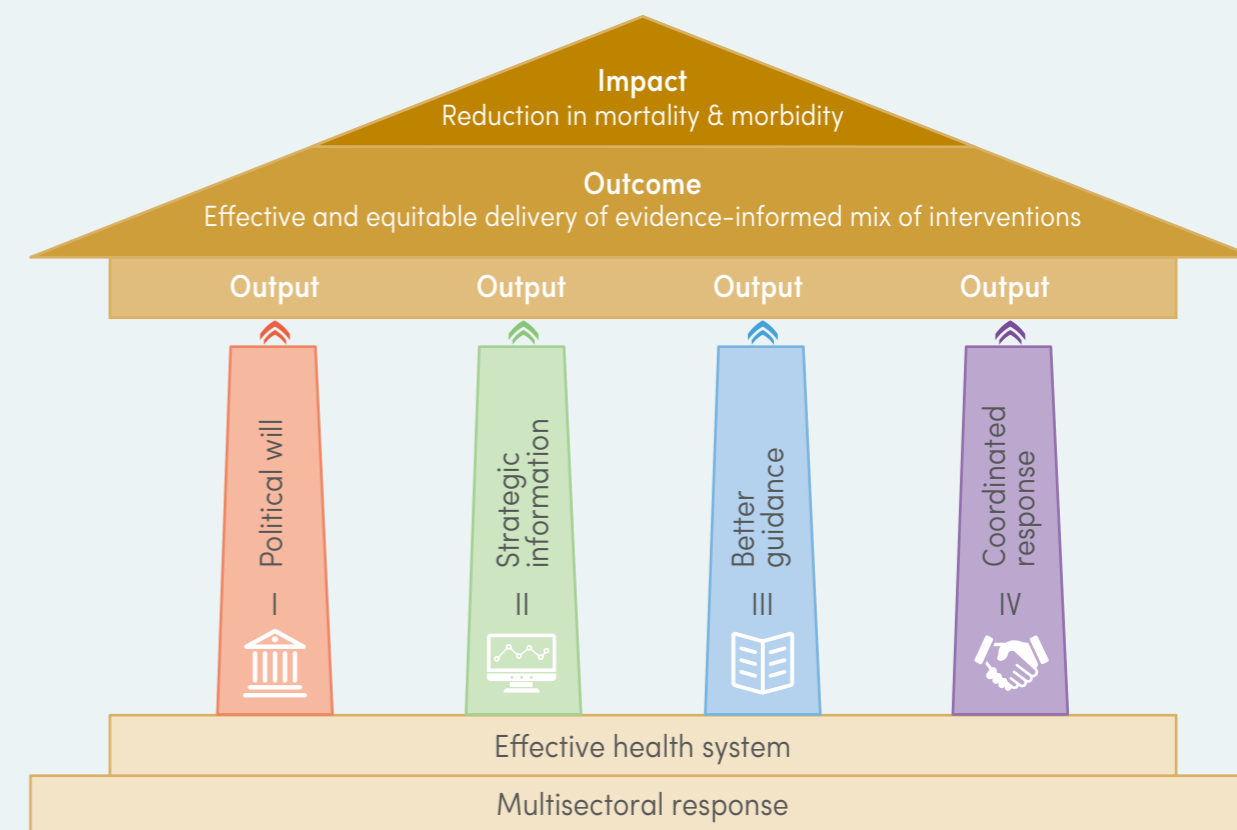 Impact
Reduction in mortality & morbidity
Outcome
Effective and equitable delivery of evidence-informed mix of interventions
Output
Output
Output
Output
I Political will
II Strategic
information
III Better
guidance
IV Coordinated
response
Effective health system
Multisectoral response